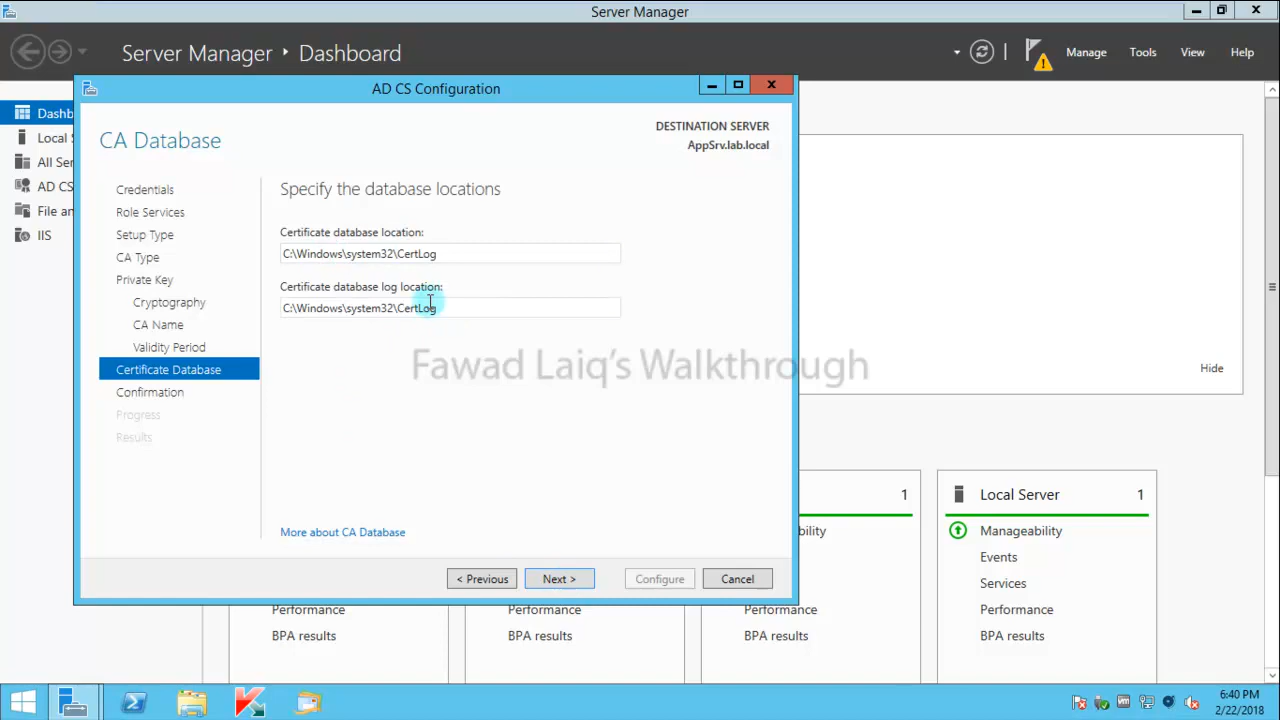 Server Manager
Server Manager ‣ Dashboard
Manage Tools View Help
Dashb
Local S
All Ser
AD CS
File an
IIS
AD CS Configuration
CA Database
DESTINATION SERVER
AppSrv.lab.local
Credentials
Role Services
Setup Type
CA Type
Private Key
Cryptography
CA Name
Validity Period
Certificate Database
Confirmation
Progress
Results
Specify the database locations
Certificate database location:
C:\Windows\system32\CertLog
Certificate database log location:
C:\Windows\system32\CertLog
Fawad Laiq's Walkthrough
More about CA Database
< Previous Next > Configure Cancel
Hide
1
bility
Local Server 1
Manageability
Events
Services
Performance
BPA results
Performance
BPA results
Performance
BPA results
Performance
BPA results
6:40 PM
2/22/2018